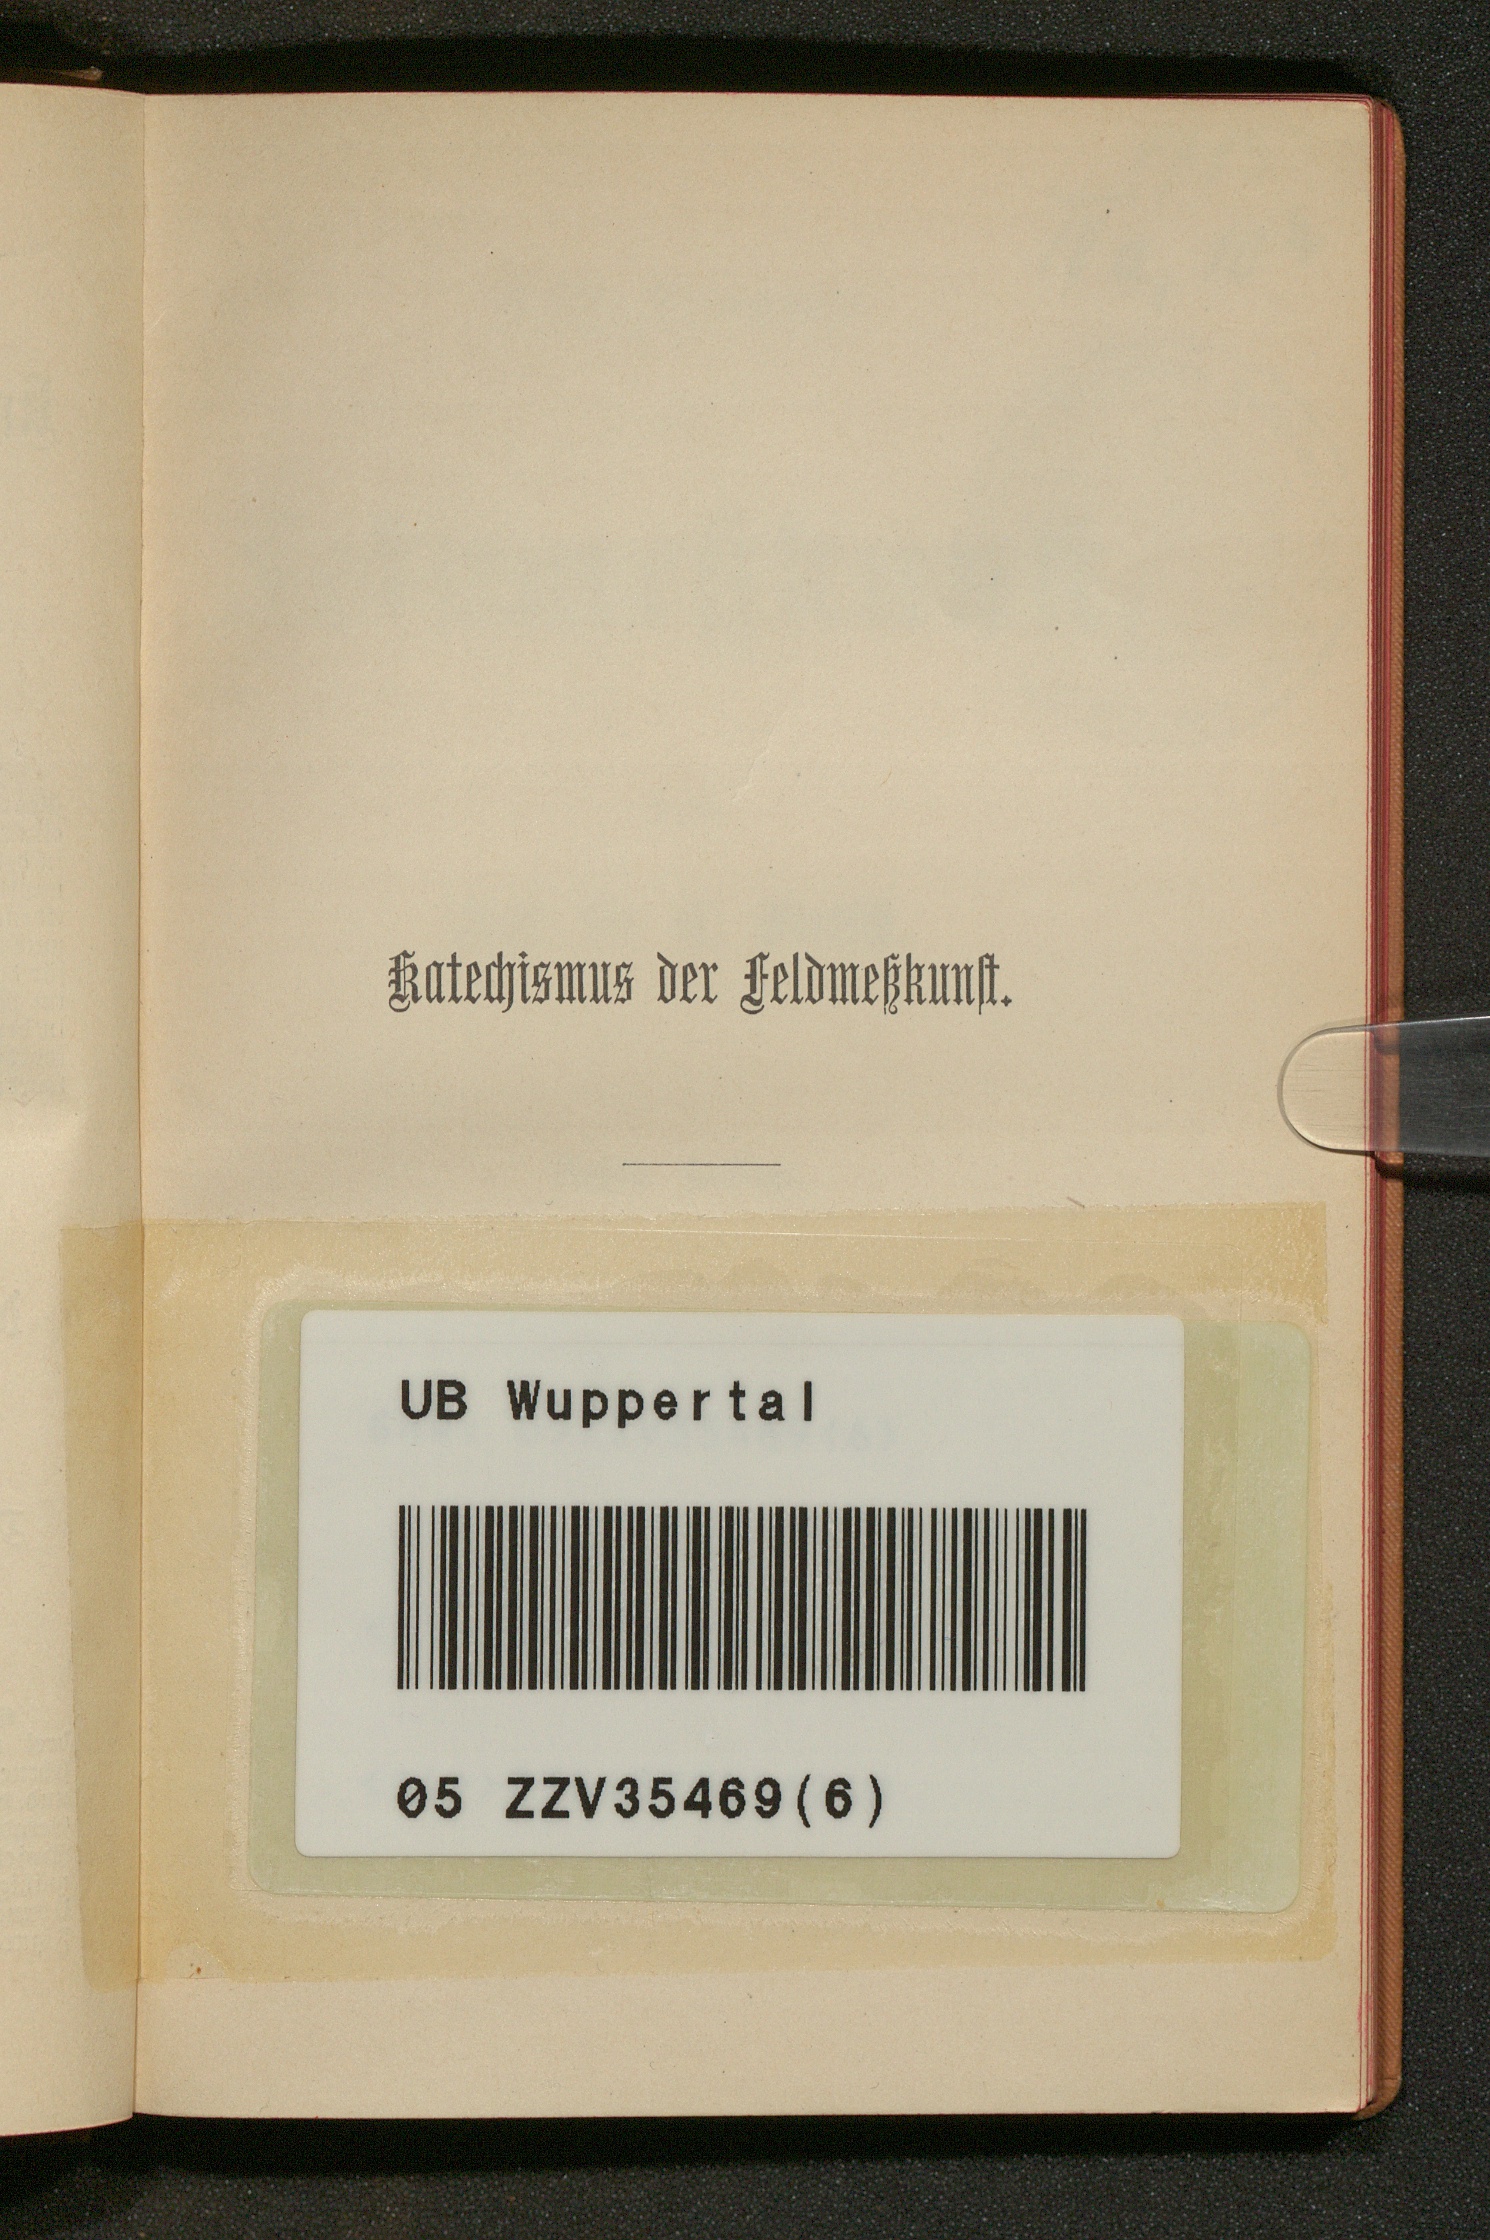 Katechismus der Feldmeßkunst.
UB Wuppertal
05 ZZV35469(6)